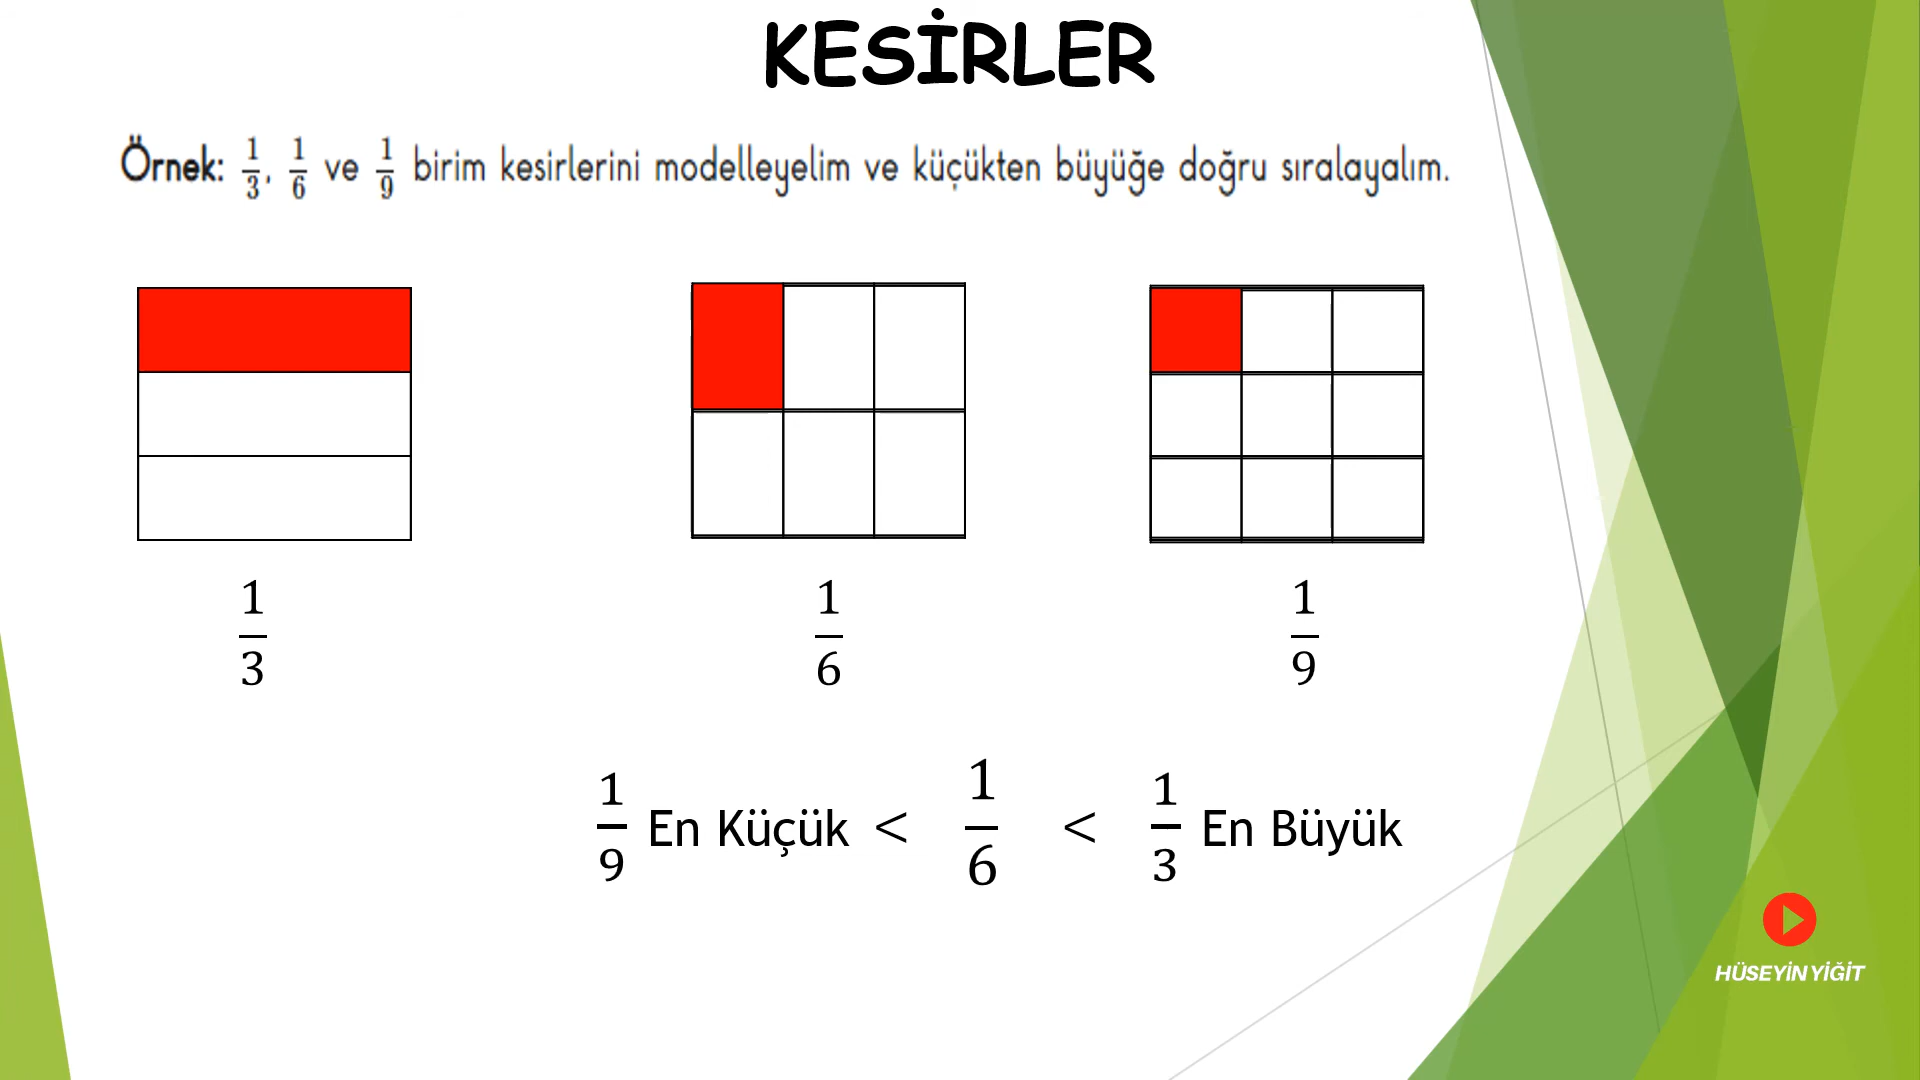 KESİRLER
Örnek: 1/3, 1/6 ve 1/9 birim kesirlerini modelleyelim ve küçükten büyüğe doğru sıralayalım.
1/3 1/6 1/9
1/9 En Küçük < 1/6 < 1/3 En Büyük
HÜSEYİN YİĞİT